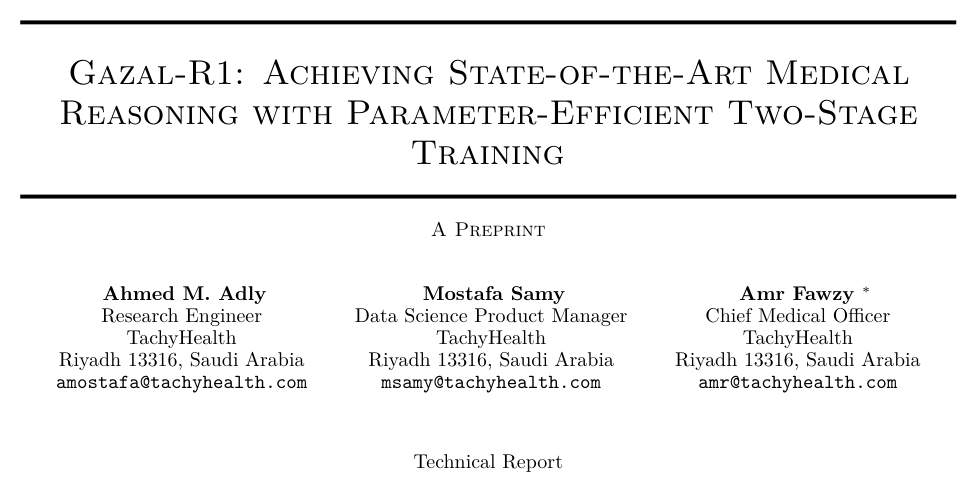 Gazal-R1: Achieving State-of-the-Art Medical
Reasoning with Parameter-Efficient Two-Stage
Training
A Preprint
Ahmed M. Adly
Research Engineer
TachyHealth
Riyadh 13316, Saudi Arabia
amostafa@tachyhealth.com
Mostafa Samy
Data Science Product Manager
TachyHealth
Riyadh 13316, Saudi Arabia
msamy@tachyhealth.com
Amr Fawzy *
Chief Medical Officer
TachyHealth
Riyadh 13316, Saudi Arabia
amr@tachyhealth.com
Technical Report